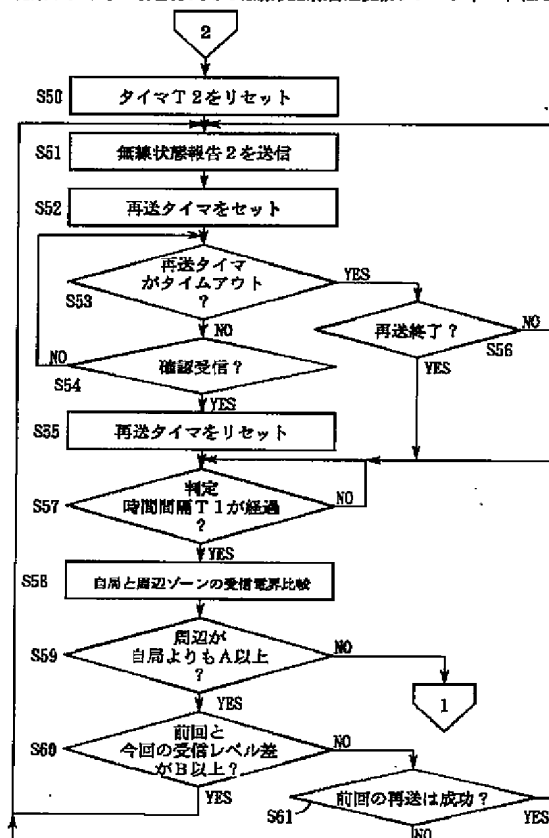 2
S50
タイマT2をリセット
S51
無線状態報告2を送信
S52
再送タイマをセット
再送タイマ
がタイムアウト
?
S53
YES
NO
再送終了?
NO
S56
YES
NO
確認受信?
S54
YES
S55
再送タイマをリセット
判定
時間間隔T1が経過
?
S57
NO
YES
S58
自局と周辺ゾーンの受信電界比較
周辺が
自局よりもA以上
?
S59
NO
1
YES
前回と
今回の受信レベル差
がB以上?
S60
NO
YES
S61
前回の再送は成功?
YES
NO